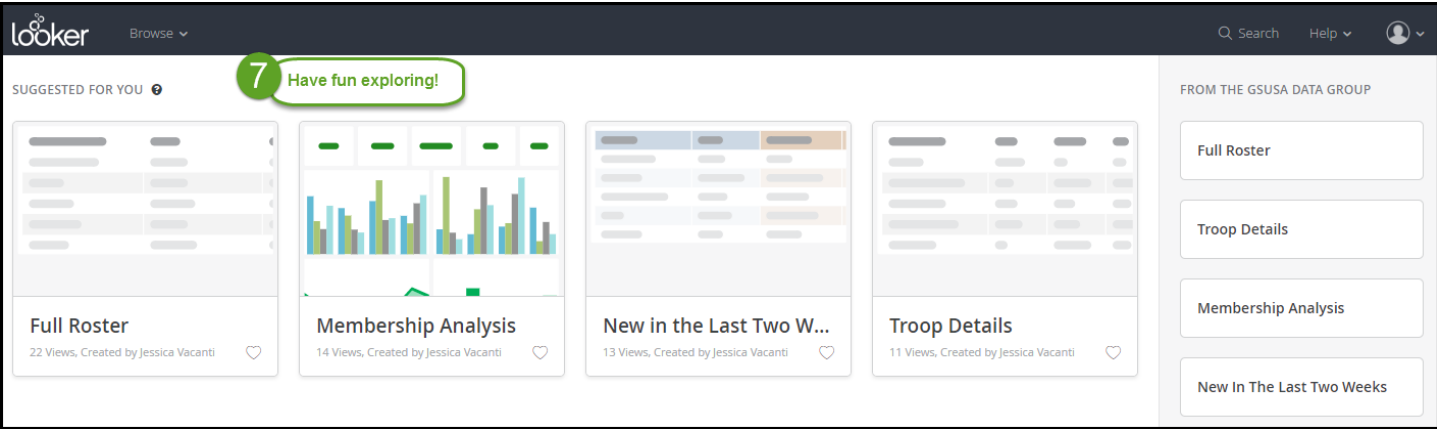 looker
Browse
Search
Help
SUGGESTED FOR YOU ?
7 Have fun exploring!
Full Roster
22 Views, Created by Jessica Vacanti
Membership Analysis
14 Views, Created by Jessica Vacanti
New in the Last Two W...
13 Views, Created by Jessica Vacanti
Troop Details
11 Views, Created by Jessica Vacanti
FROM THE GSUSA DATA GROUP
Full Roster
Troop Details
Membership Analysis
New In The Last Two Weeks